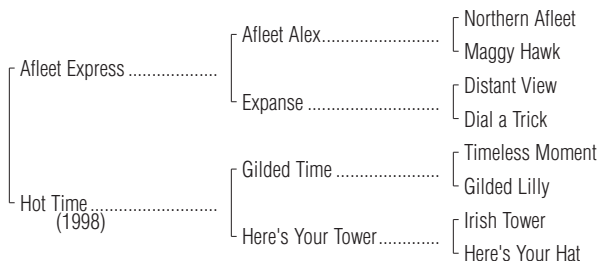 Northern Afleet
Afleet Alex..........................
Maggy Hawk
Afleet Express ...................
Distant View
Expanse ............................
Dial a Trick
Timeless Moment
Gilded Time .......................
Gilded Lilly
Hot Time ..........................
(1998)
Irish Tower
Here's Your Tower.............
Here's Your Hat